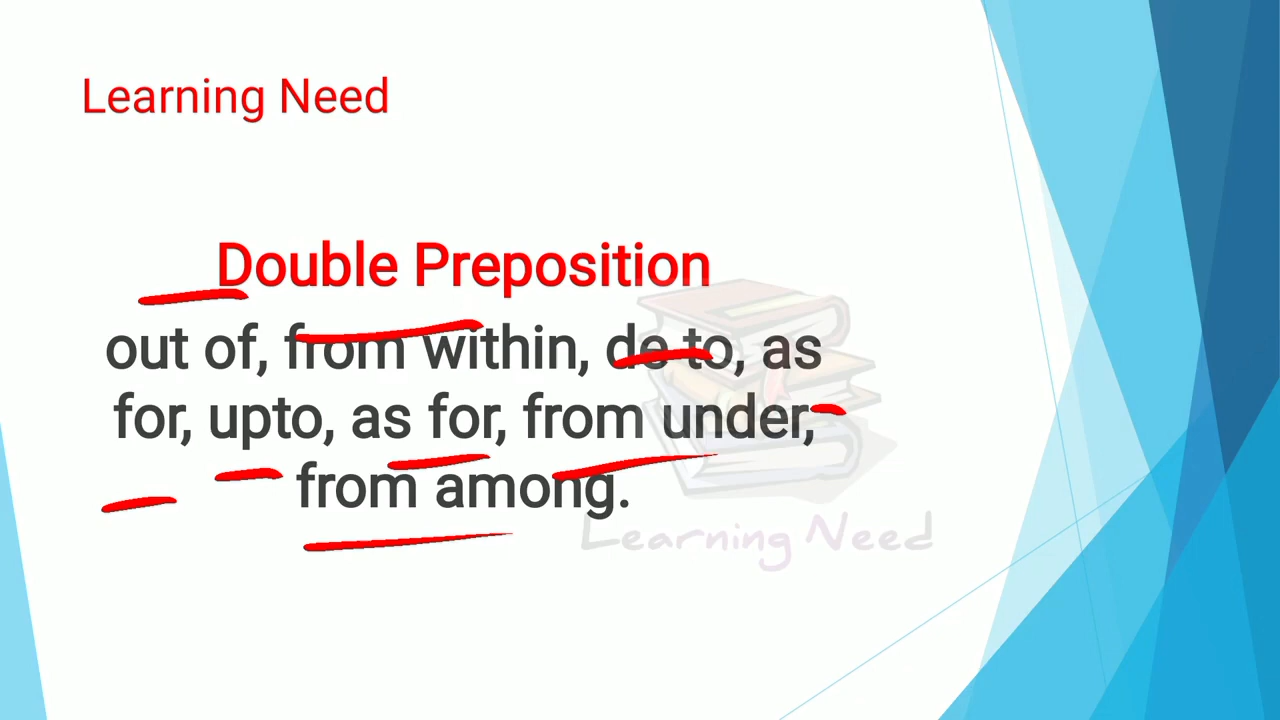 Learning Need
Double Preposition
out of, from within, de to, as
for, upto, as for, from under,
from among.
Learning Need